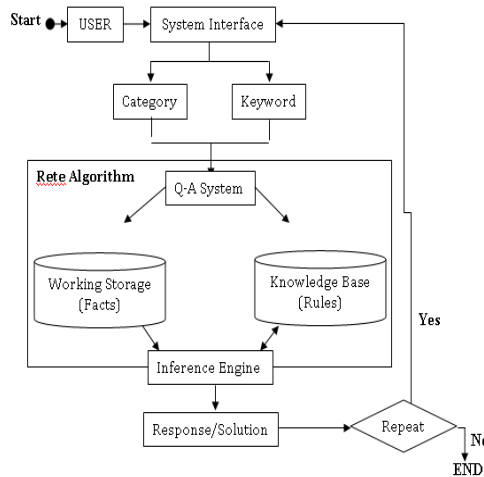 Start
USER
System Interface
Category
Keyword
Rete Algorithm
Q-A System
Working Storage
(Facts)
Knowledge Base
(Rules)
Yes
Inference Engine
Response/Solution
Repeat
END